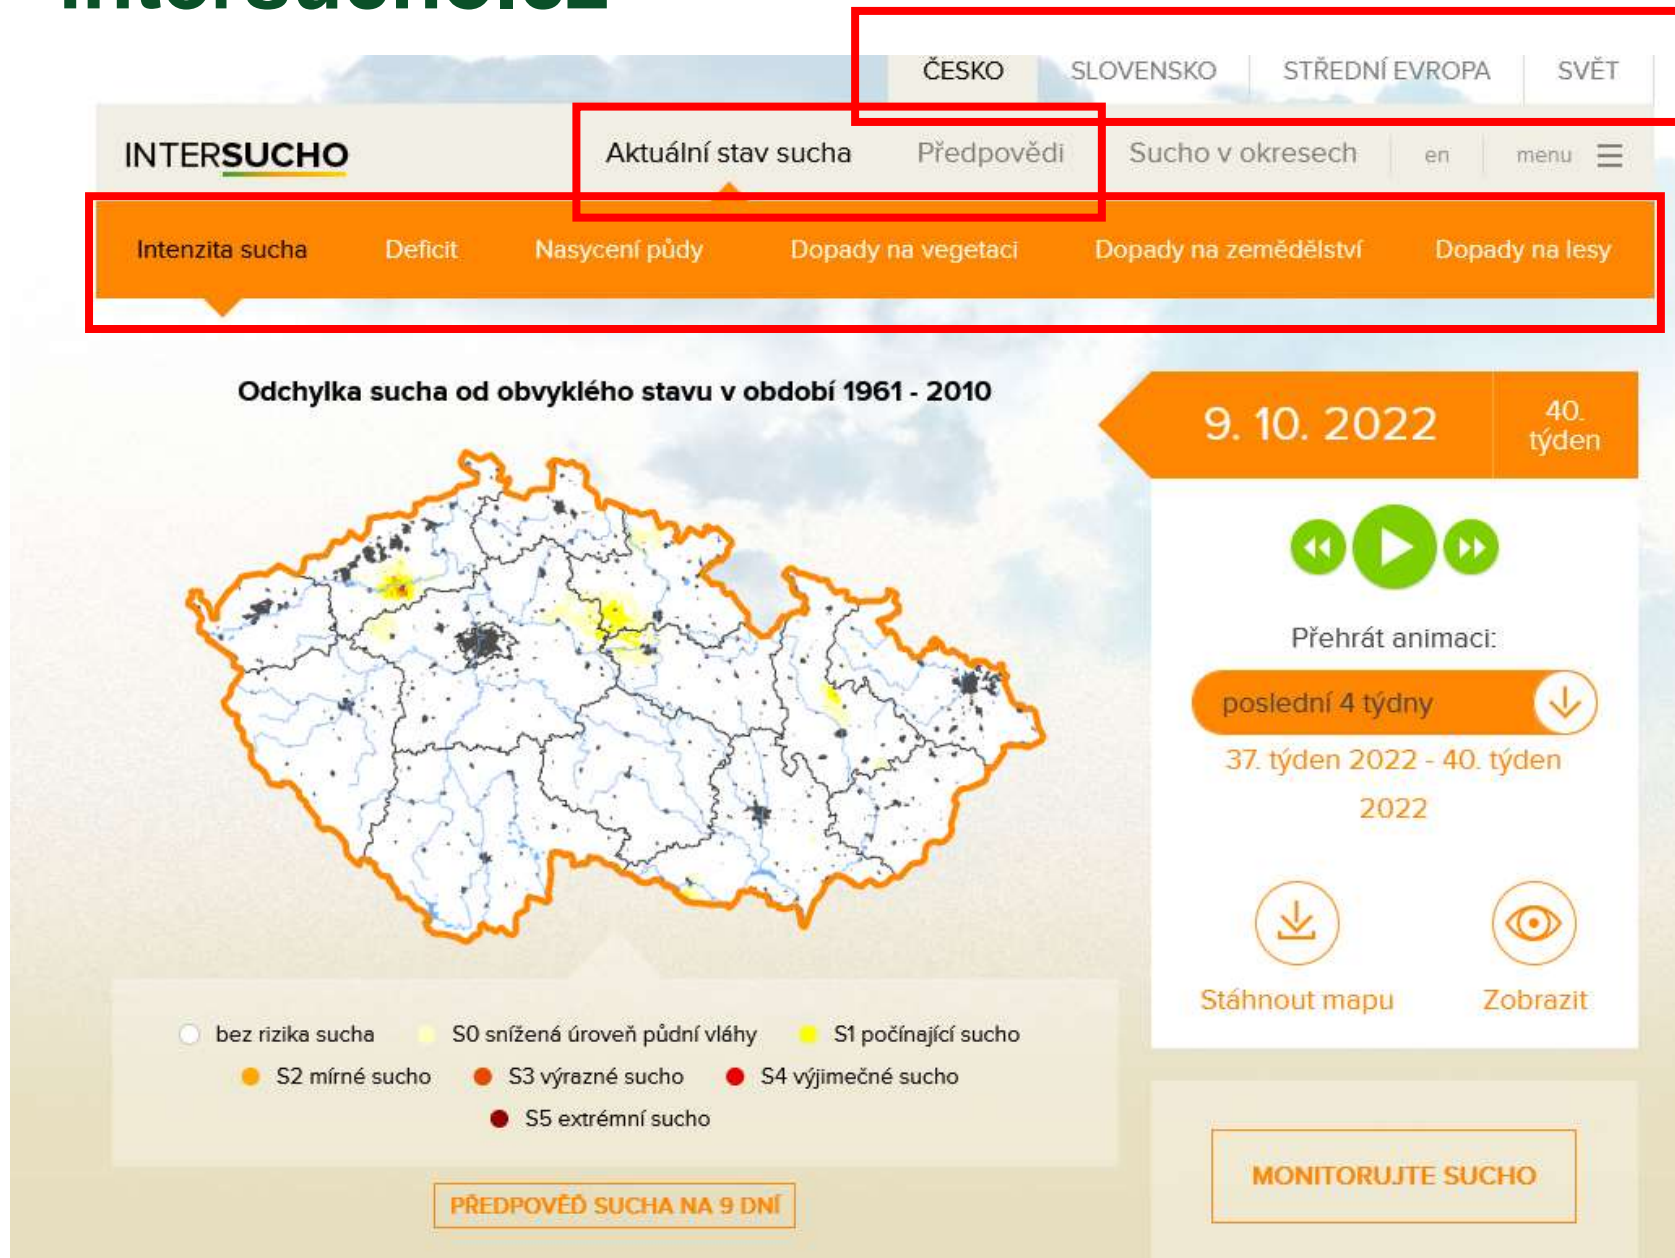 Intersucho.cz
ČESKO SLOVENSKO STŘEDNÍ EVROPA SVĚT
INTERSUCHO Aktuální stav sucha Předpovědi Sucho v okresech en menu
Intenzita sucha Deficit Nasycení půdy Dopady na vegetaci Dopady na zemědělství Dopady na lesy
Odchylka sucha od obvyklého stavu v období 1961 - 2010
9. 10. 2022
40.
týden
Přehrát animaci:
poslední 4 týdny
37. týden 2022 - 40. týden
2022
Stáhnout mapu Zobrazit
bez rizika sucha S0 snížená úroveň půdní vláhy S1 počínající sucho
S2 mírné sucho S3 výrazné sucho S4 výjimečné sucho
S5 extrémní sucho
PŘEDPOVĚĎ SUCHA NA 9 DNÍ
MONITORUJTE SUCHO